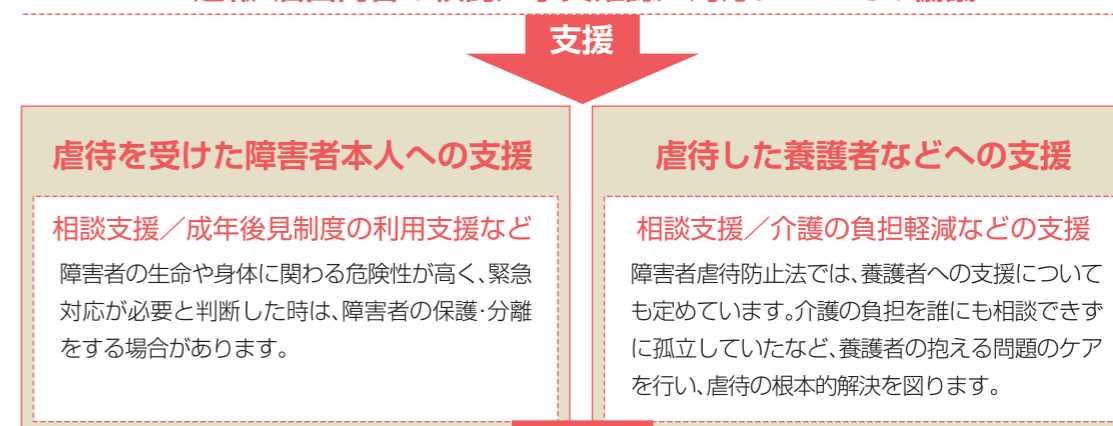 支援
虐待を受けた障害者本人への支援
相談支援／成年後見制度の利用支援など
障害者の生命や身体に関わる危険性が高く、緊急
対応が必要と判断した時は、障害者の保護・分離
をする場合があります。
虐待した養護者などへの支援
相談支援／介護の負担軽減などの支援
障害者虐待防止法では、養護者への支援について
も定めています。介護の負担を誰にも相談できず
に孤立していたなど、養護者の抱える問題のケア
を行い、虐待の根本的解決を図ります。